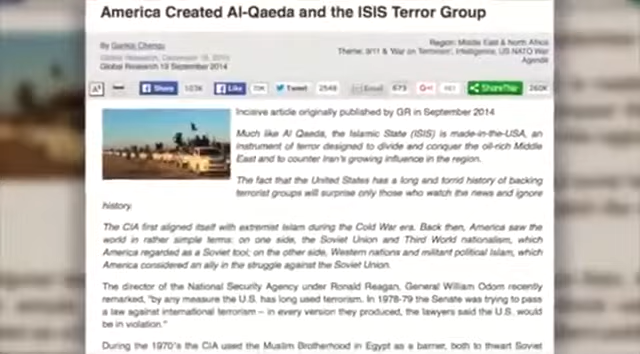 America Created Al-Qaeda and the ISIS Terror Group
By Garikai Chengu
Region: Middle East & North Africa
Global Research 19 September 2014
Theme: 9/11 & 'War on Terrorism', Intelligence, US NATO War
Agenda
Share
Like
70K
Tweet
2549
Email
673
G+
ShareThis
260K
Incisive article originally published by GR in September 2014
Much like Al Qaeda, the Islamic State (ISIS) is made-in-the-USA, an
instrument of terror designed to divide and conquer the oil-rich Middle
East and to counter Iran's growing influence in the region.
The fact that the United States has a long and torrid history of backing
terrorist groups will surprise only those who watch the news and ignore
history.
The CIA first aligned itself with extremist Islam during the Cold War era. Back then, America saw the
world in rather simple terms: on one side, the Soviet Union and Third World nationalism, which
America regarded as a Soviet tool; on the other side, Western nations and militant political Islam, which
America considered an ally in the struggle against the Soviet Union.
The director of the National Security Agency under Ronald Reagan, General William Odom recently
remarked, "by any measure the U.S. has long used terrorism. In 1978-79 the Senate was trying to pass
a law against international terrorism – in every version they produced, the lawyers said the U.S. would
be in violation."
During the 1970's the CIA used the Muslim Brotherhood in Egypt as a barrier, both to thwart Soviet